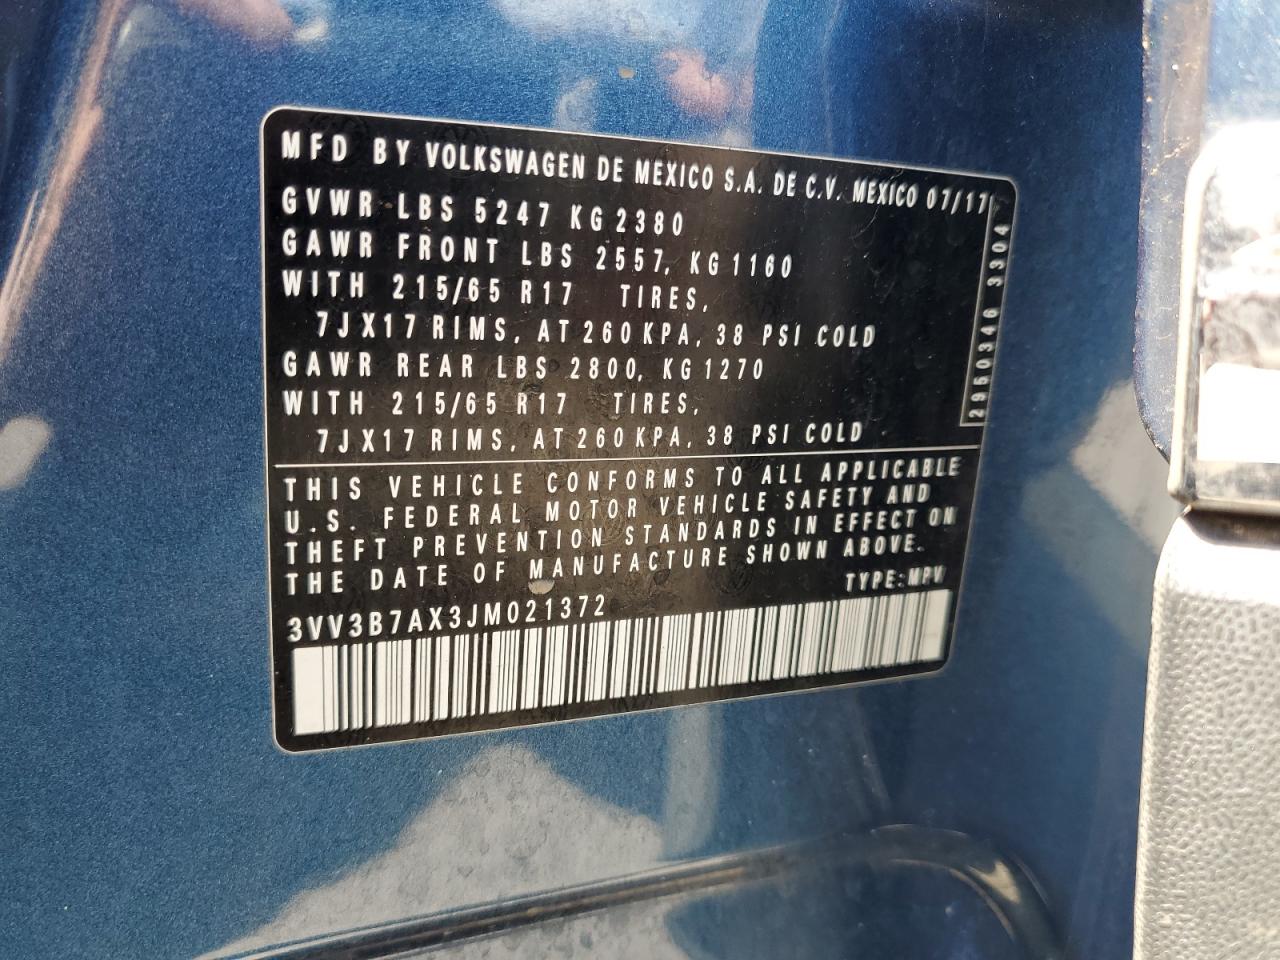 MFD BY VOLKSWAGEN DE MEXICO S.A. DE C.V. MEXICO 07/17
GVWR LBS 5247 KG 2380
GAWR FRONT LBS 2557, KG 1160
WITH 215/65 R17 TIRES,
7JX17 RIMS, AT 260 KPA, 38 PSI COLD
GAWR REAR LBS 2800, KG 1270
WITH 215/65 R17 TIRES,
7JX17 RIMS, AT 260 KPA, 38 PSI COLD
2950346 3304
THIS VEHICLE CONFORMS TO ALL APPLICABLE
U.S. FEDERAL MOTOR VEHICLE SAFETY AND
THEFT PREVENTION STANDARDS IN EFFECT ON
THE DATE OF MANUFACTURE SHOWN ABOVE.
TYPE: MPV
3VV3B7AX3JM021372